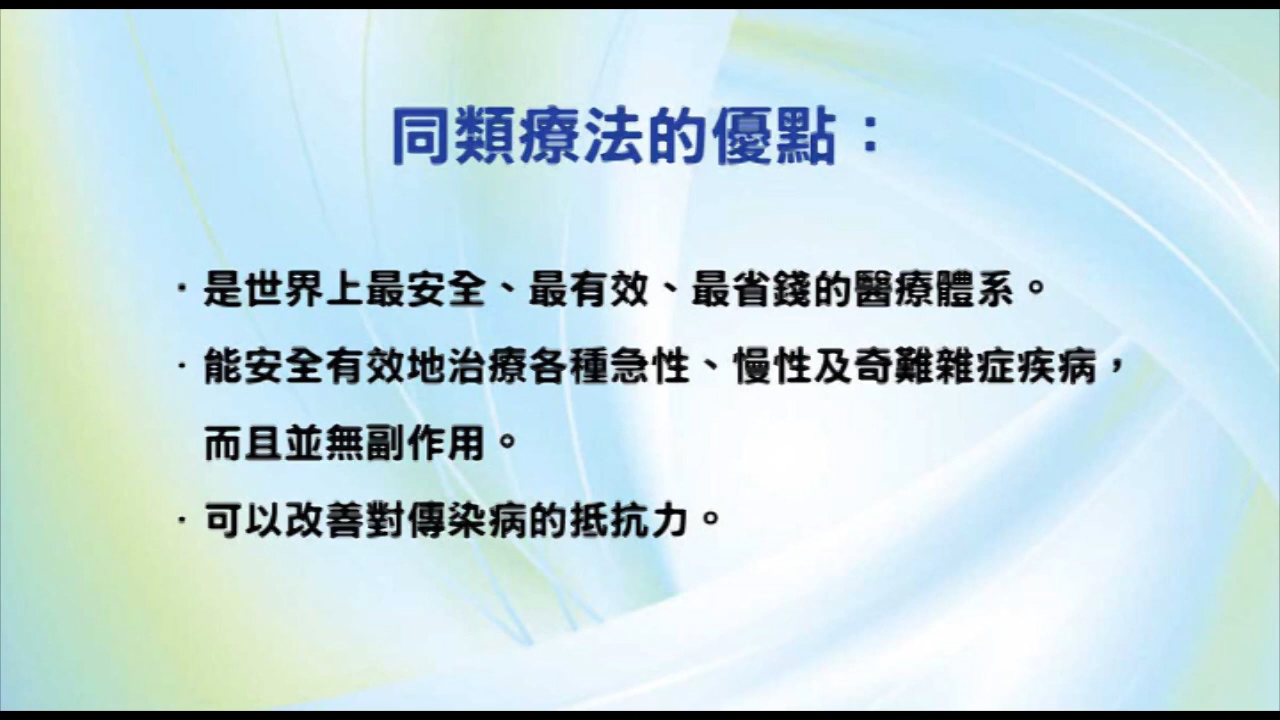 同類療法的優點：
·是世界上最安全、最有效、最省錢的醫療體系。
·能安全有效地治療各種急性、慢性及奇難雜症疾病，
而且並無副作用。
·可以改善對傳染病的抵抗力。